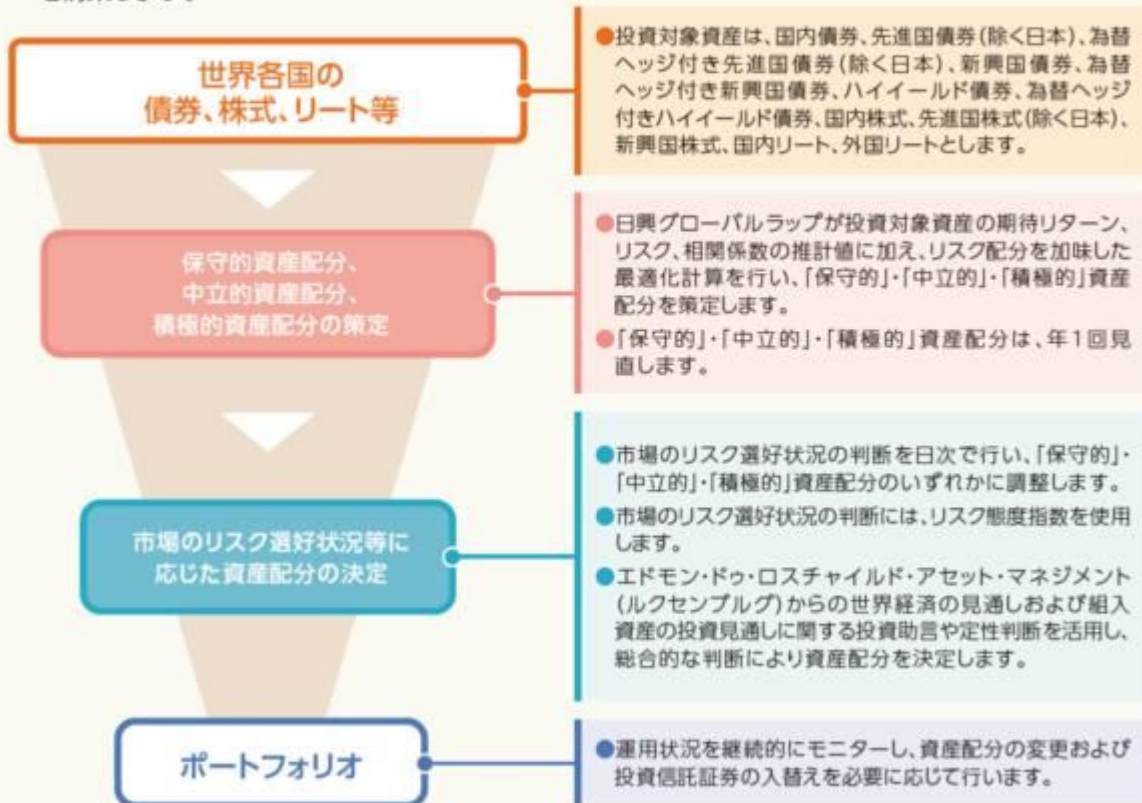 世界各国の
債券、株式、リート等
●投資対象資産は、国内債券、先進国債券(除く日本)、為替
ヘッジ付き先進国債券(除く日本)、新興国債券、為替
ヘッジ付き新興国債券、ハイイールド債券、為替ヘッジ
付きハイイールド債券、国内株式、先進国株式(除く日本)、
新興国株式、国内リート、外国リートとします。
保守的資産配分、
中立的資産配分、
積極的資産配分の策定
●日興グローバルラップが投資対象資産の期待リターン、
リスク、相関係数の推計値に加え、リスク配分を加味した
最適化計算を行い、「保守的」・「中立的」・「積極的」資産
配分を策定します。
●「保守的」・「中立的」・「積極的」資産配分は、年1回見
直します。
市場のリスク選好状況等に
応じた資産配分の決定
●市場のリスク選好状況の判断を日次で行い、「保守的」・
「中立的」・「積極的」資産配分のいずれかに調整します。
●市場のリスク選好状況の判断には、リスク態度指数を使用
します。
●エドモン・ドゥ・ロスチャイルド・アセット・マネジメント
(ルクセンブルグ)からの世界経済の見通しおよび組入
資産の投資見通しに関する投資助言や定性判断を活用し、
総合的な判断により資産配分を決定します。
ポートフォリオ
●運用状況を継続的にモニターし、資産配分の変更および
投資信託証券の入替えを必要に応じて行います。